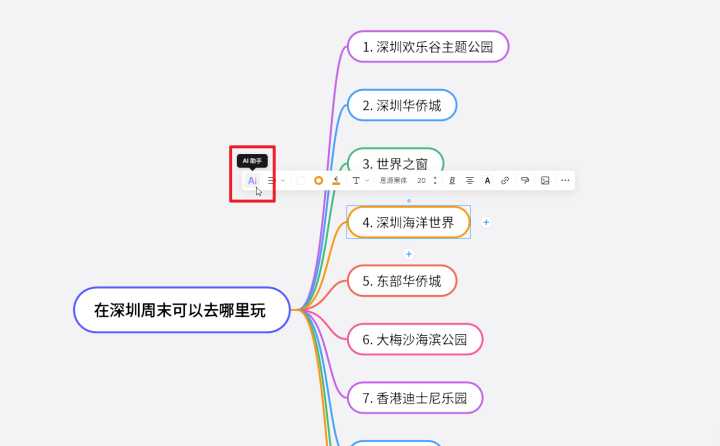 1. 深圳欢乐谷主题公园
2. 深圳华侨城
AI 助手
3. 世界之窗
Ai
思源黑体 20 B A
4. 深圳海洋世界
5. 东部华侨城
在深圳周末可以去哪里玩
6. 大梅沙海滨公园
7. 香港迪士尼乐园